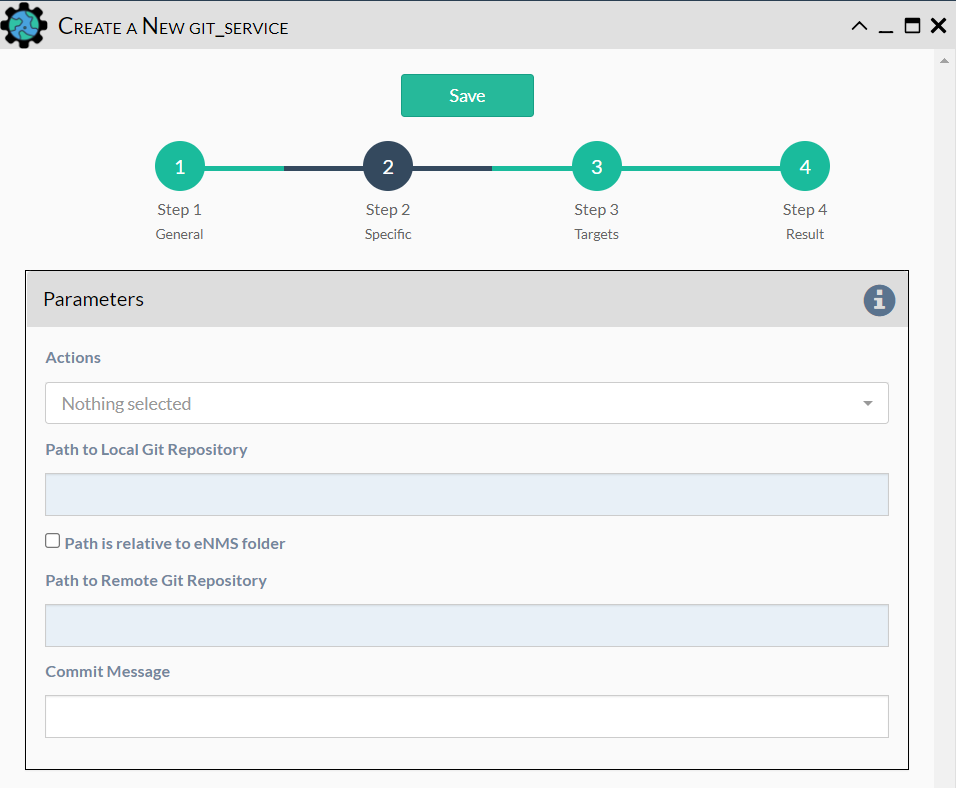 Create a New git_service
Save
1 2 3 4
Step 1 Step 2 Step 3 Step 4
General Specific Targets Result
Parameters
Actions
Nothing selected
Path to Local Git Repository
Path is relative to eNMS folder
Path to Remote Git Repository
Commit Message